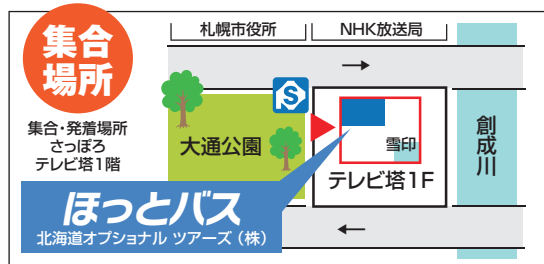 集合
場所
集合・発着場所
さっぽろ
テレビ塔1階
札幌市役所
NHK放送局
→
S
大通公園
雪印
テレビ塔1F
創成川
ほっとバス
北海道オプショナル ツアーズ(株)
←